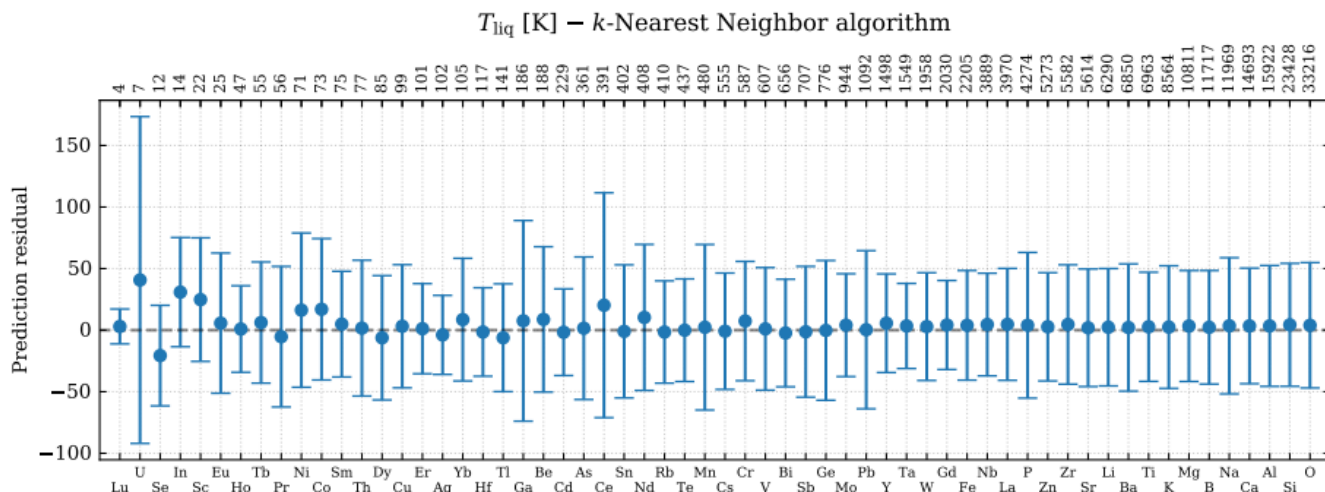 T_liq [K] − k-Nearest Neighbor algorithm
4 7 12 14 22 25 47 55 56 71 73 75 77 85 99 101 102 105 117 141 186 188 229 361 391 402 408 410 437 480 555 587 607 656 707 776 944 1092 1498 1549 1958 2030 2205 3889 3970 4274 5273 5582 5614 6290 6850 6963 8564 10811 11717 11969 14693 15922 23428 33216
Prediction residual
150
100
50
0
−50
−100
U In Eu Tb Ni Sm Dy Er Yb Tl Be As Sn Rb Mn Cr Bi Ge Pb Ta Gd Nb P Zr Li Ti Mg Na Al O
Lu Se Sc Ho Pr Co Th Cu Ag Hf Ga Cd Ce Nd Te Cs V Sb Mo Y W Fe La Zn Sr Ba K B Ca Si